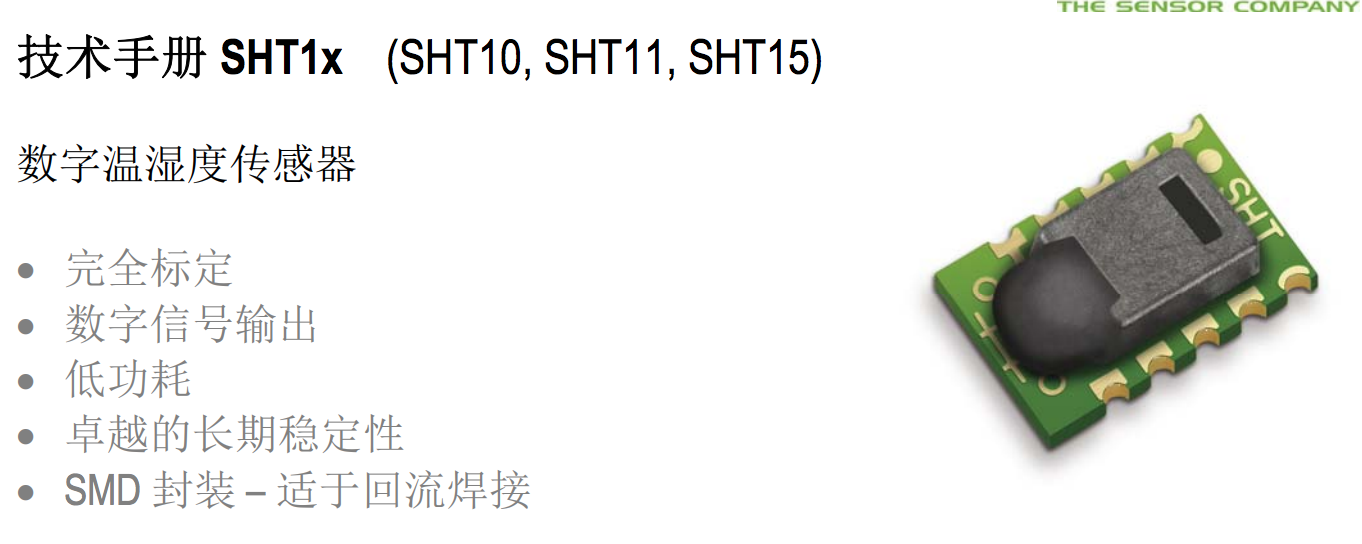 THE SENSOR COMPANY
技术手册 SHT1x (SHT10, SHT11, SHT15)
数字温湿度传感器
• 完全标定
• 数字信号输出
• 低功耗
• 卓越的长期稳定性
• SMD 封装 – 适于回流焊接
SHT